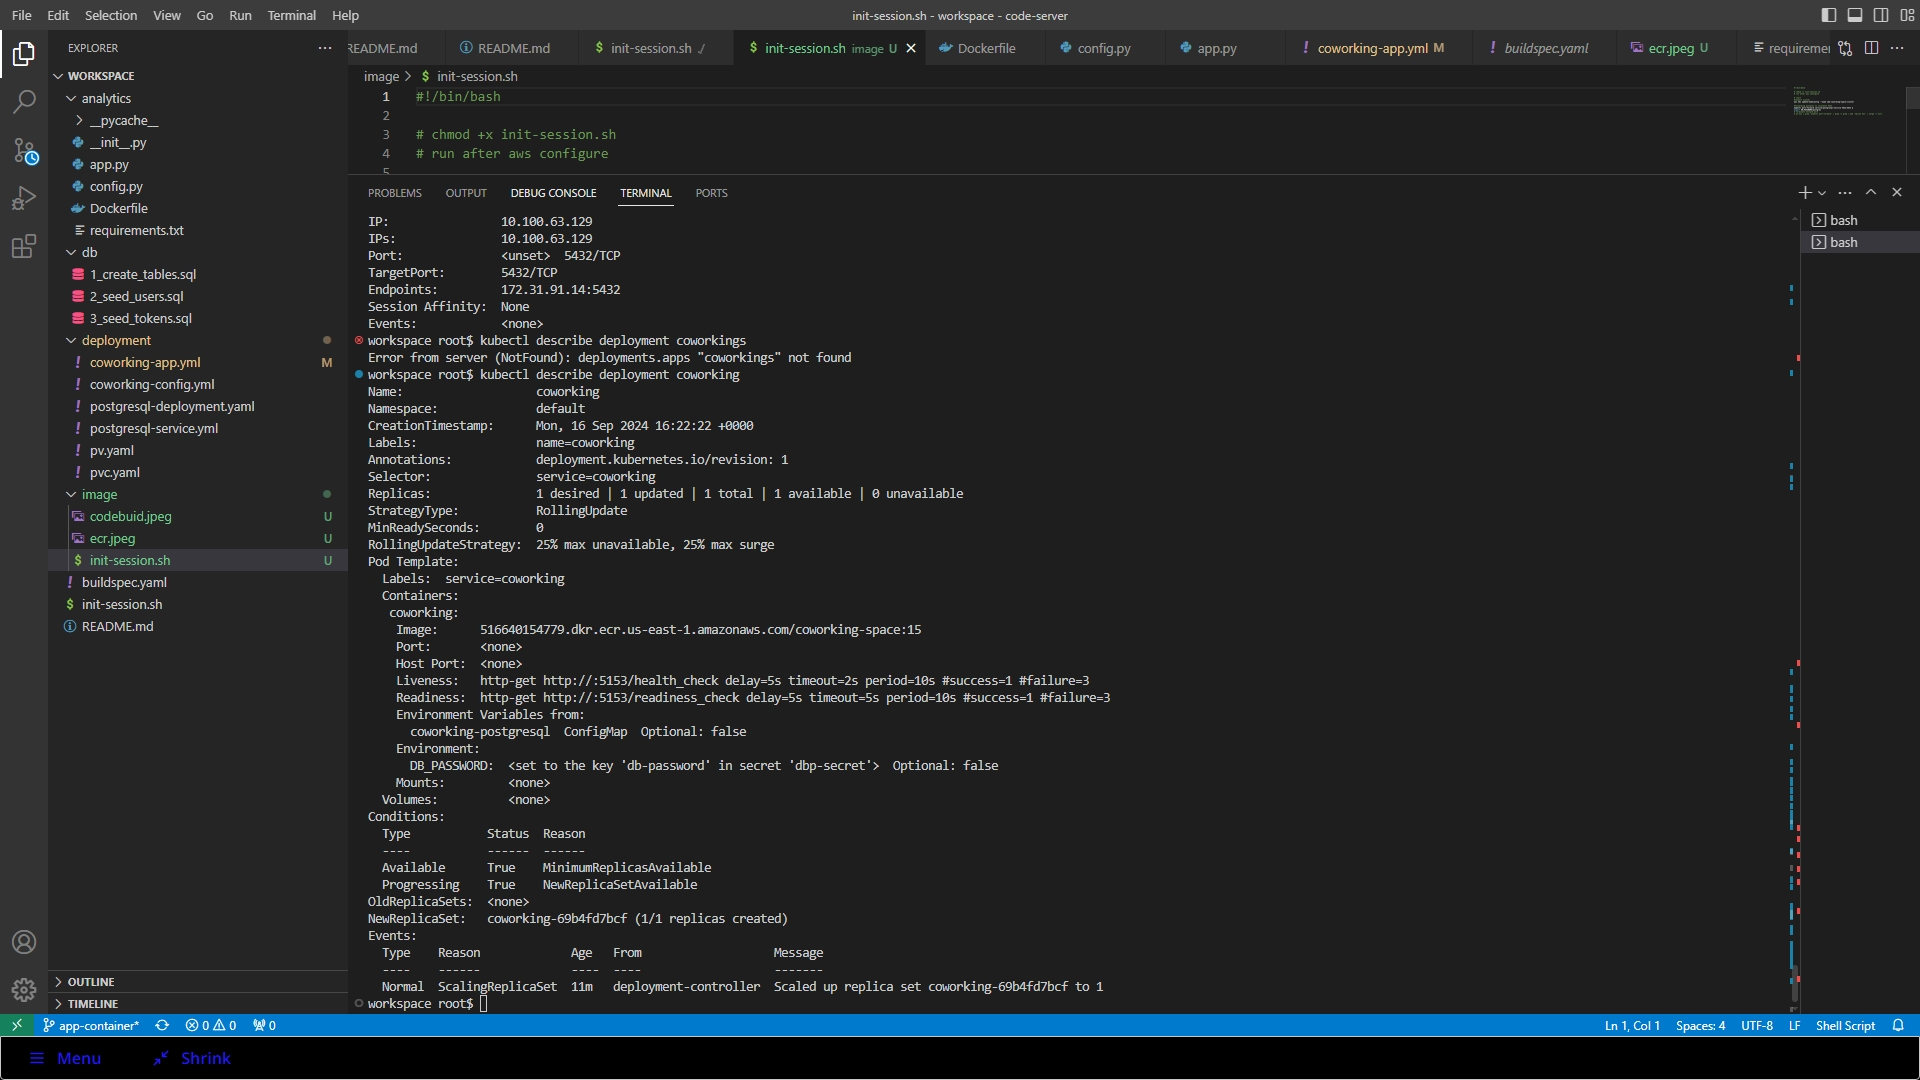 File Edit Selection View Go Run Terminal Help
init-session.sh - workspace - code-server
EXPLORER
WORKSPACE
analytics
__pycache__
__init__.py
app.py
config.py
Dockerfile
requirements.txt
db
1_create_tables.sql
2_seed_users.sql
3_seed_tokens.sql
deployment
coworking-app.yml M
coworking-config.yml
postgresql-deployment.yaml
postgresql-service.yml
pv.yaml
pvc.yaml
image
codebuid.jpeg U
ecr.jpeg U
init-session.sh U
buildspec.yaml
init-session.sh
README.md
OUTLINE
TIMELINE
README.md README.md init-session.sh ./ init-session.sh image U Dockerfile config.py app.py coworking-app.yml M buildspec.yaml ecr.jpeg U requiremen
image > init-session.sh
1 #!/bin/bash
2
3 # chmod +x init-session.sh
4 # run after aws configure
5
PROBLEMS OUTPUT DEBUG CONSOLE TERMINAL PORTS
bash
bash
IP: 10.100.63.129
IPs: 10.100.63.129
Port: <unset> 5432/TCP
TargetPort: 5432/TCP
Endpoints: 172.31.91.14:5432
Session Affinity: None
Events: <none>
workspace root$ kubectl describe deployment coworkings
Error from server (NotFound): deployments.apps "coworkings" not found
workspace root$ kubectl describe deployment coworking
Name: coworking
Namespace: default
CreationTimestamp: Mon, 16 Sep 2024 16:22:22 +0000
Labels: name=coworking
Annotations: deployment.kubernetes.io/revision: 1
Selector: service=coworking
Replicas: 1 desired | 1 updated | 1 total | 1 available | 0 unavailable
StrategyType: RollingUpdate
MinReadySeconds: 0
RollingUpdateStrategy: 25% max unavailable, 25% max surge
Pod Template:
Labels: service=coworking
Containers:
coworking:
Image: 516640154779.dkr.ecr.us-east-1.amazonaws.com/coworking-space:15
Port: <none>
Host Port: <none>
Liveness: http-get http://:5153/health_check delay=5s timeout=2s period=10s #success=1 #failure=3
Readiness: http-get http://:5153/readiness_check delay=5s timeout=5s period=10s #success=1 #failure=3
Environment Variables from:
coworking-postgresql ConfigMap Optional: false
Environment:
DB_PASSWORD: <set to the key 'db-password' in secret 'dbp-secret'> Optional: false
Mounts: <none>
Volumes: <none>
Conditions:
Type Status Reason
---- ------ ------
Available True MinimumReplicasAvailable
Progressing True NewReplicaSetAvailable
OldReplicaSets: <none>
NewReplicaSet: coworking-69b4fd7bcf (1/1 replicas created)
Events:
Type Reason Age From Message
---- ------ ---- ---- -------
Normal ScalingReplicaSet 11m deployment-controller Scaled up replica set coworking-69b4fd7bcf to 1
workspace root$
app-container* 0 0 0 Ln 1, Col 1 Spaces: 4 UTF-8 LF Shell Script
Menu Shrink